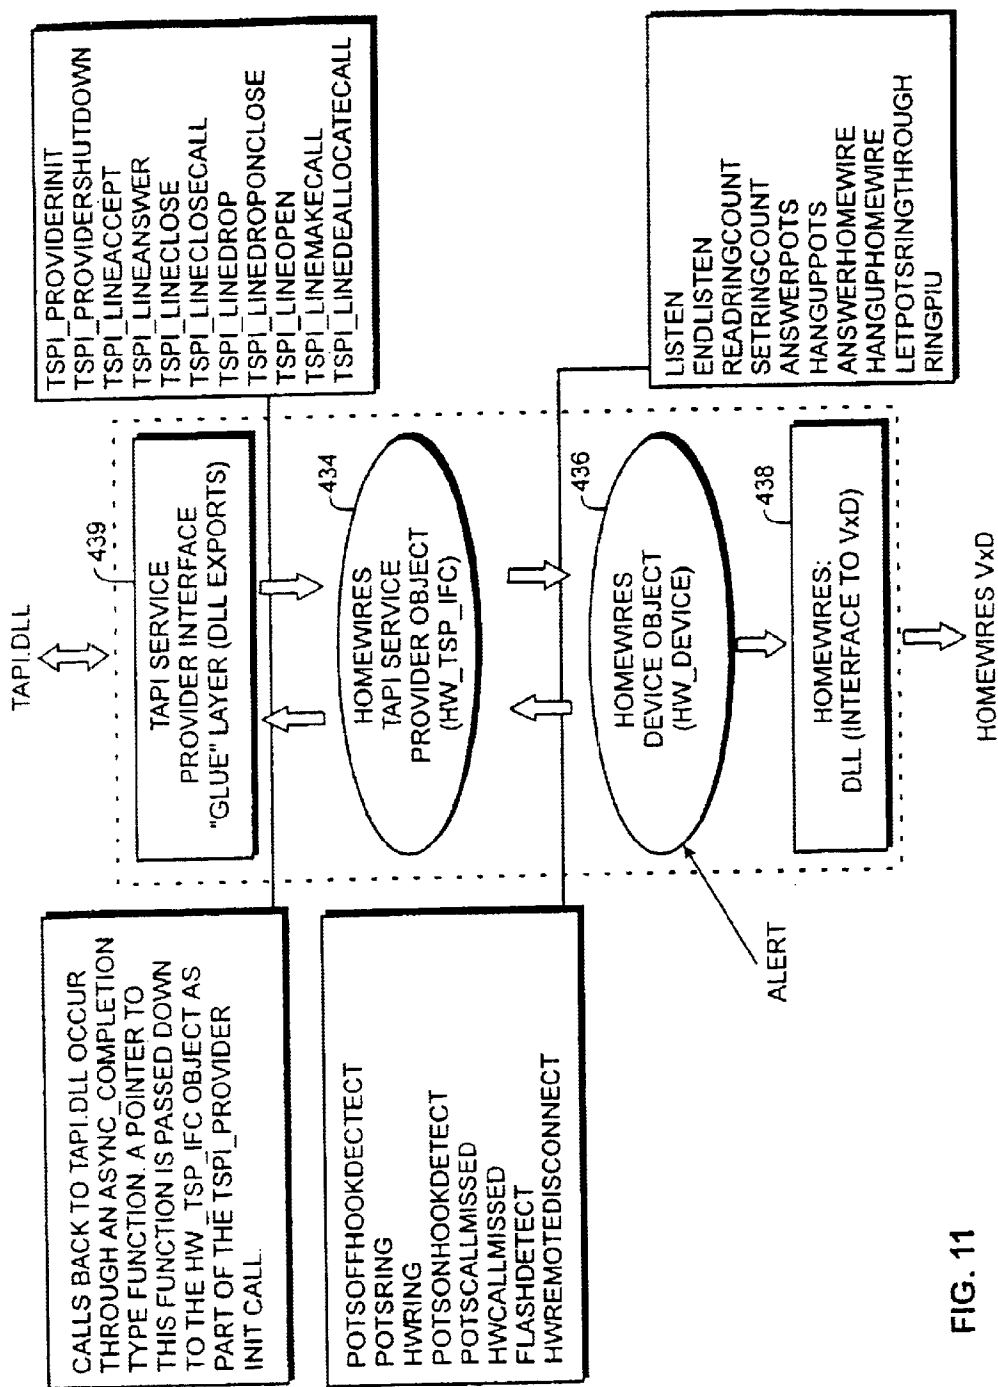 TAPI.DLL
439
TAPI SERVICE
PROVIDER INTERFACE
"GLUE" LAYER (DLL EXPORTS)
TSPI_PROVIDERINIT
TSPI_PROVIDERSHUTDOWN
TSPI_LINEACCEPT
TSPI_LINEANSWER
TSPI_LINECLOSE
TSPI_LINECLOSECALL
TSPI_LINEDROP
TSPI_LINEDROPONCLOSE
TSPI_LINEOPEN
TSPI_LINEMAKECALL
TSPI_LINEDEALLOCATECALL
CALLS BACK TO TAPI.DLL OCCUR
THROUGH AN ASYNC_COMPLETION
TYPE FUNCTION. A POINTER TO
THIS FUNCTION IS PASSED DOWN
TO THE HW_TSP_IFC OBJECT AS
PART OF THE TSPI_PROVIDER
INIT CALL.
434
HOMEWIRES
TAPI SERVICE
PROVIDER OBJECT
(HW_TSP_IFC)
POTSOFFHOOKDECTECT
POTSRING
HWRING
POTSONHOOKDETECT
POTSCALLMISSED
HWCALLMISSED
FLASHDETECT
HWREMOTEDISCONNECT
436
HOMEWIRES
DEVICE OBJECT
(HW_DEVICE)
LISTEN
ENDLISTEN
READRINGCOUNT
SETRINGCOUNT
ANSWERPOTS
HANGUPPOTS
ANSWERHOMEWIRE
HANGUPHOMEWIRE
LETPOTSRINGTHROUGH
RINGPIU
ALERT
438
HOMEWIRES:
DLL (INTERFACE TO VxD)
HOMEWIRES VxD
FIG. 11